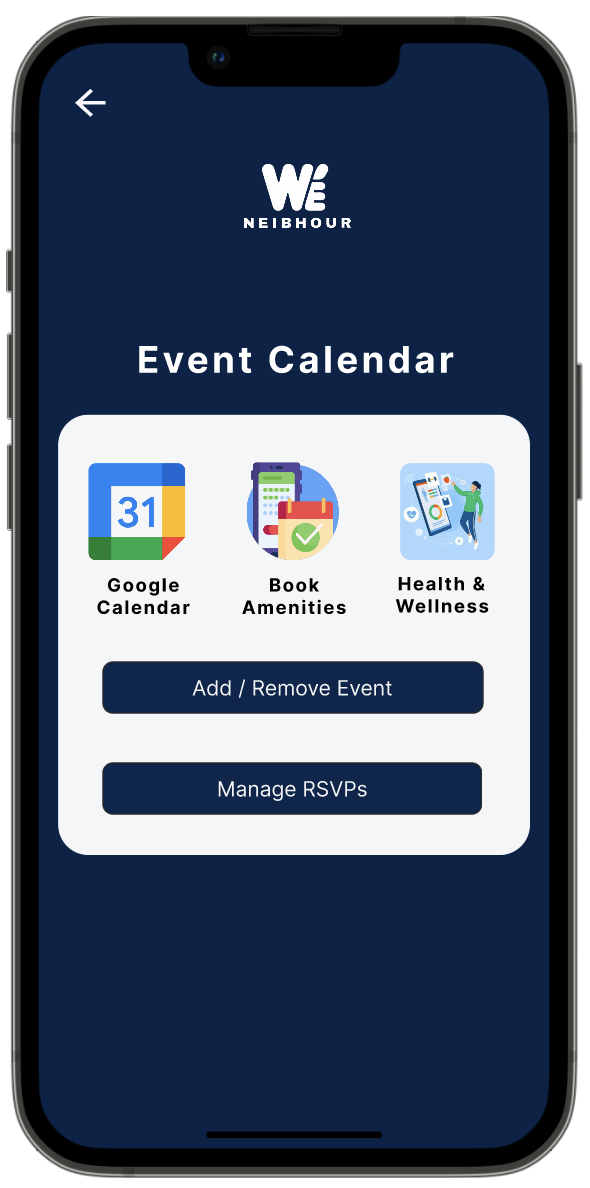 WE
NEIBHOUR
Event Calendar
31
Google
Calendar
Book
Amenities
Health &
Wellness
Add / Remove Event
Manage RSVPs